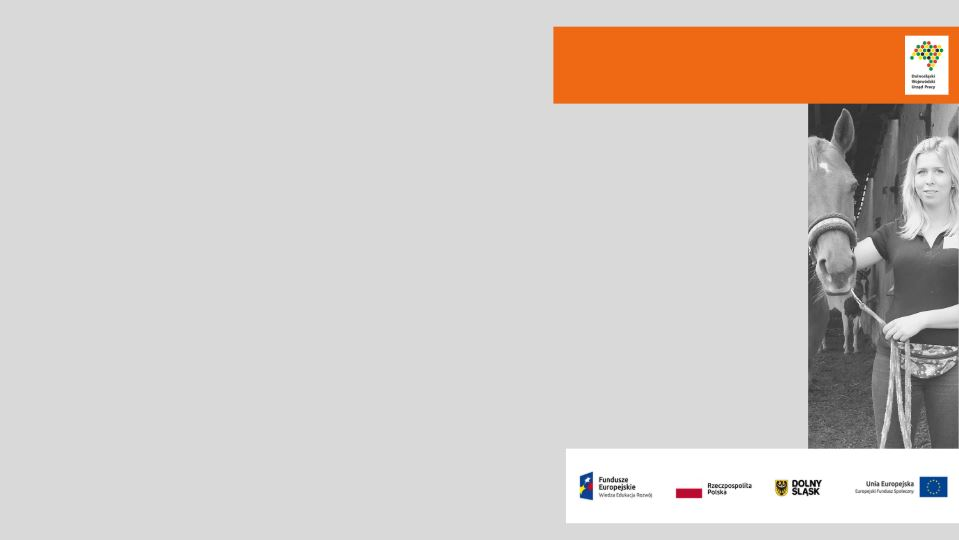 Dolnośląski
Wojewódzki
Urząd Pracy
Fundusze
Europejskie
Wiedza Edukacja Rozwój
Rzeczpospolita
Polska
DOLNY
ŚLĄSK
Unia Europejska
Europejski Fundusz Społeczny